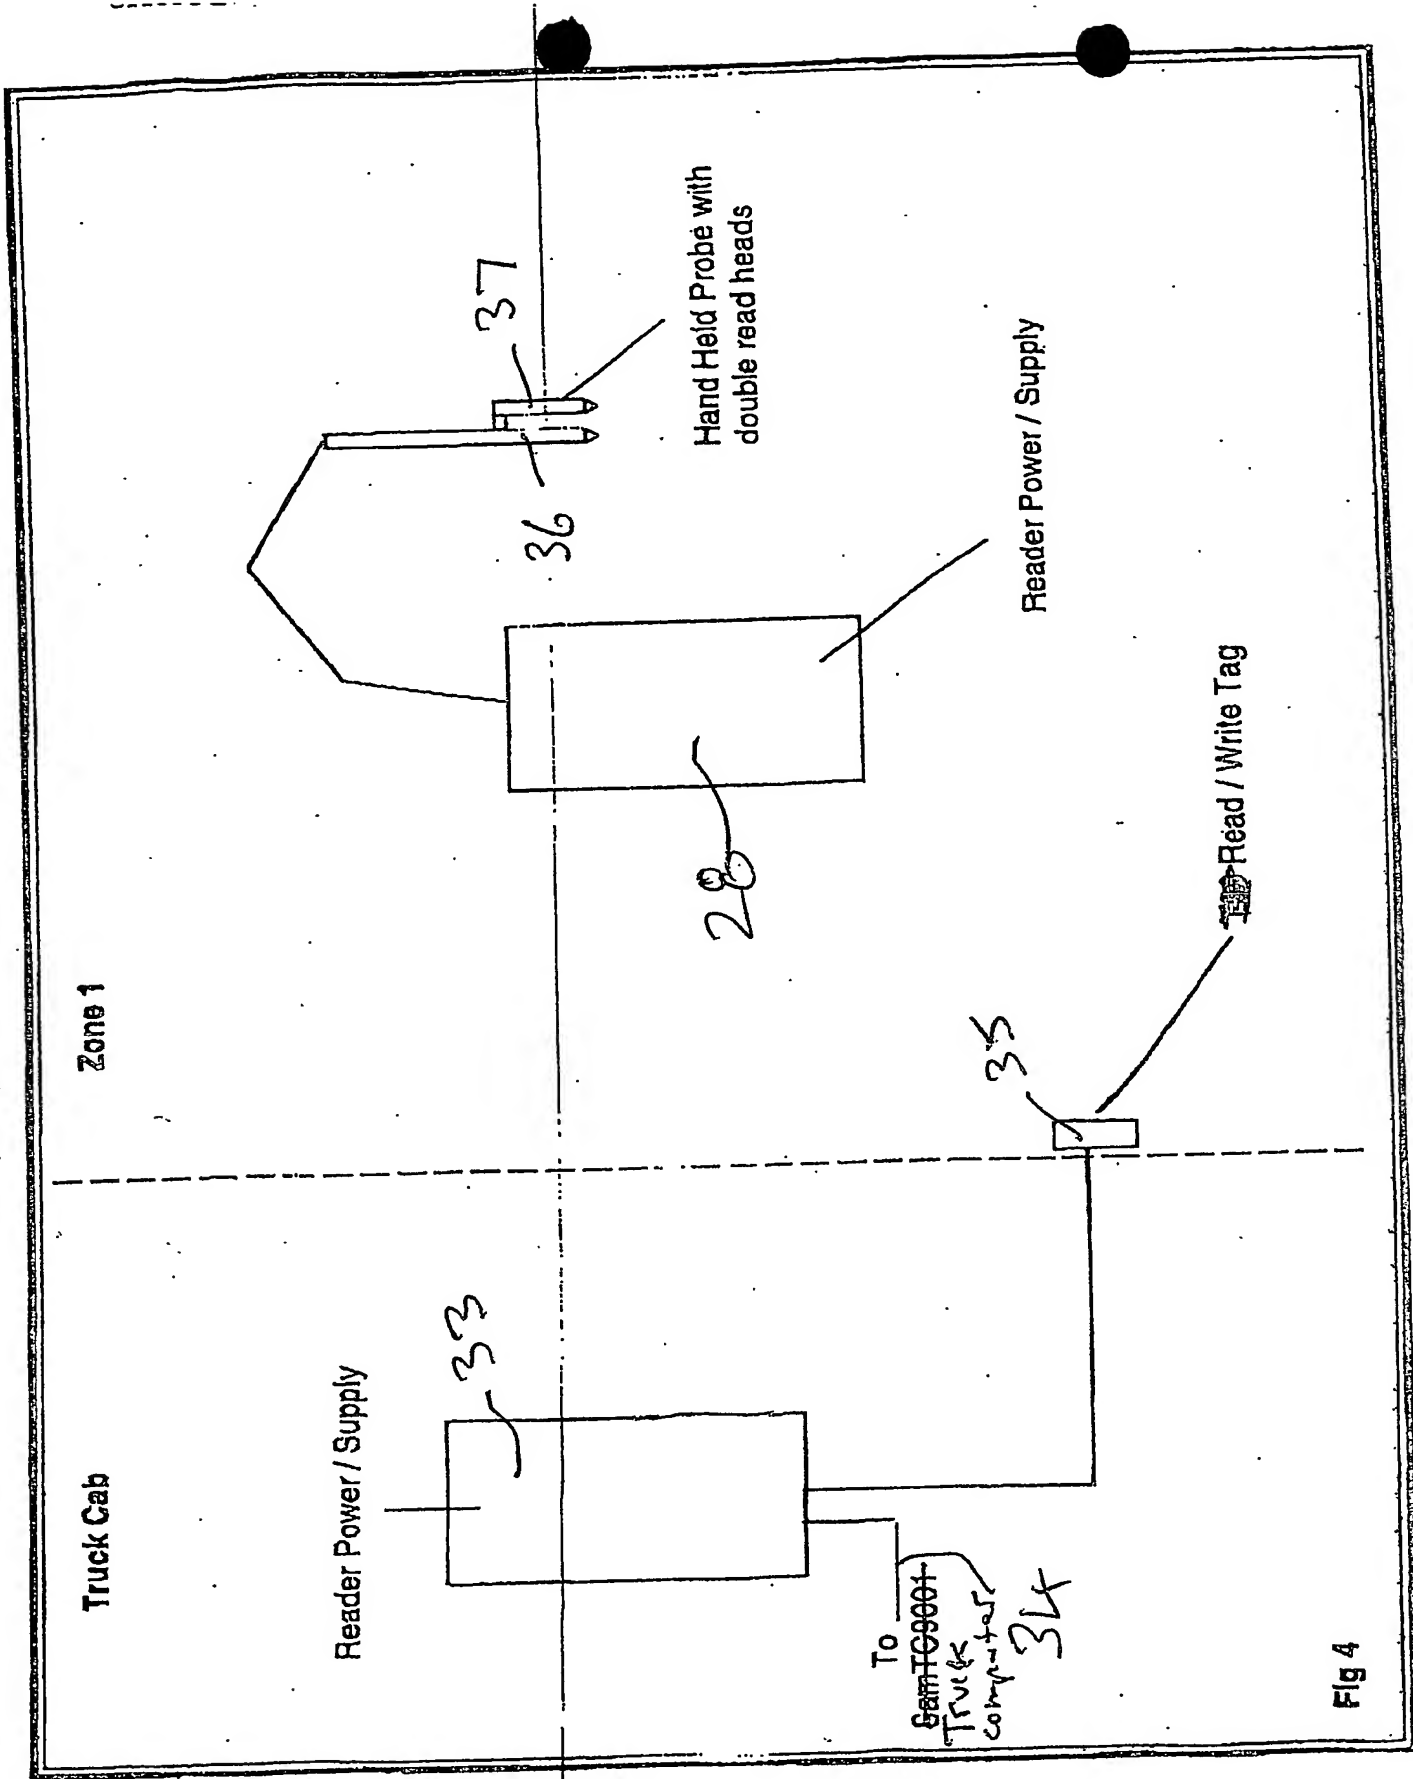 Truck Cab
Zone 1
Reader Power / Supply
33
To
GamTC9001
Truck
computer
34
35
Read / Write Tag
28
Reader Power / Supply
36
37
Hand Held Probe with
double read heads
Fig 4